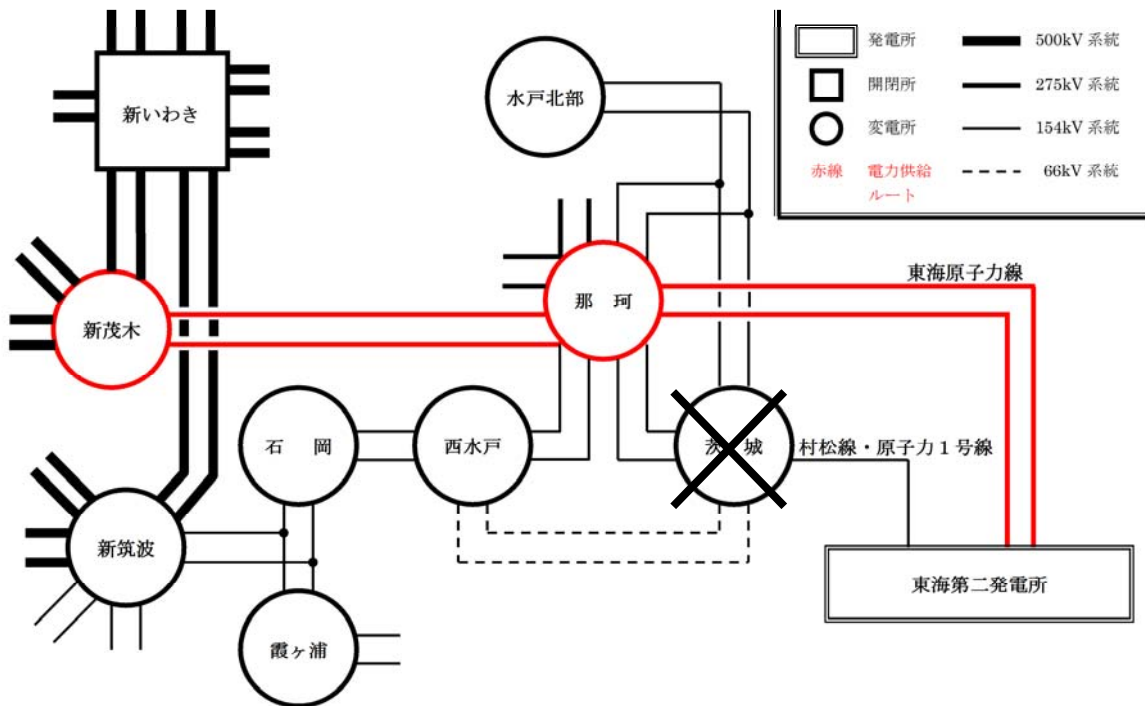 発電所
500kV 系統
開閉所
275kV 系統
変電所
154kV 系統
赤線
電力供給
ルート
66kV 系統
新いわき
水戸北部
東海原子力線
那 珂
新茂木
石 岡
西水戸
茨 城
村松線・原子力1号線
新筑波
東海第二発電所
霞ヶ浦